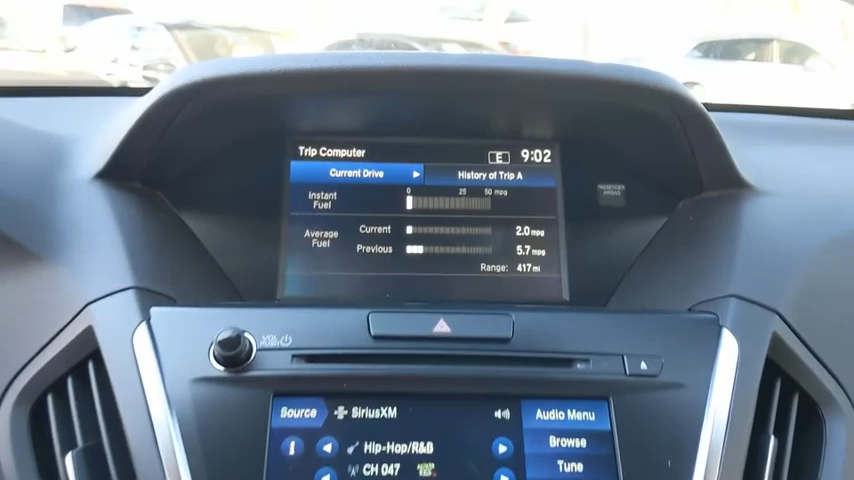 Trip Computer E 9:02
Current Drive History of Trip A
0 25 50 mpg
Instant Fuel
Average Fuel
Current 2.0 mpg
Previous 5.7 mpg
Range: 417 mi
PASSENGER AIRBAG
VOL PUSH
Source SiriusXM Audio Menu
Hip-Hop/R&B Browse
CH 047 Tune